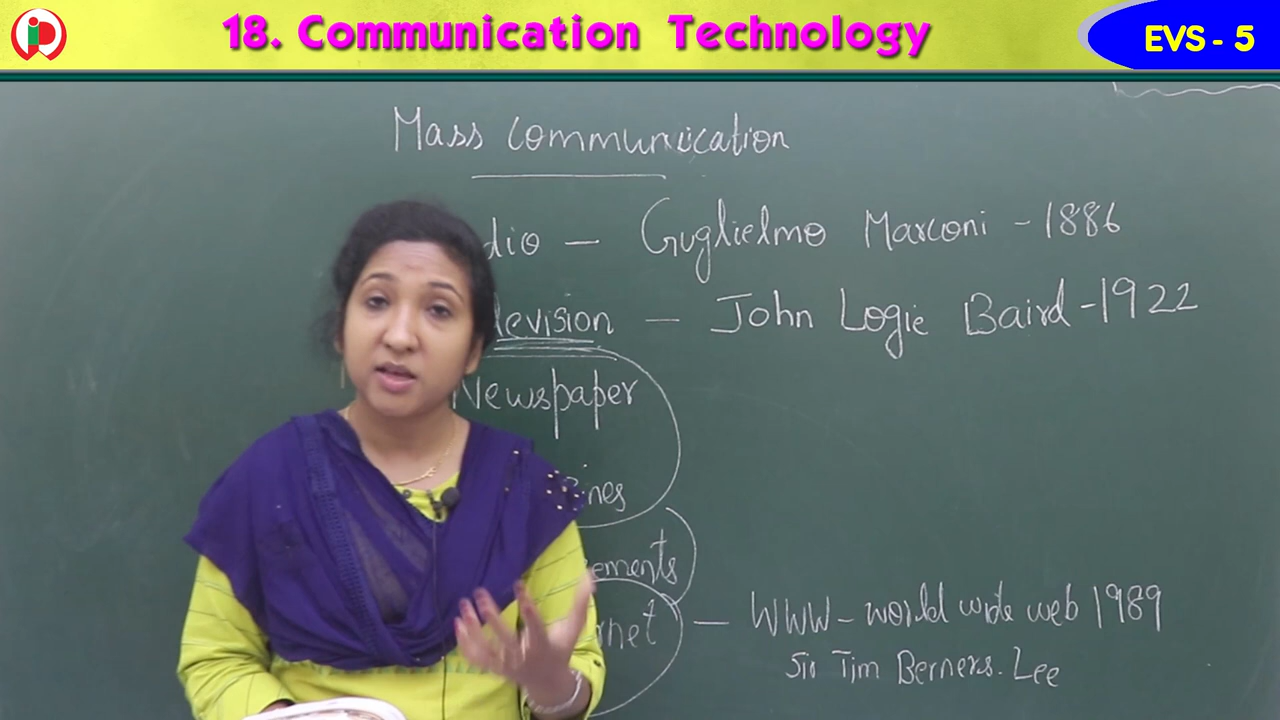 18. Communication Technology
EVS - 5
Mass communication
dio — Guglielmo Marconi - 1886
levision — John Logie Baird - 1922
Newspaper
ines
ements
rnet — WWW - world wide web 1989
Sir Tim Berners. Lee